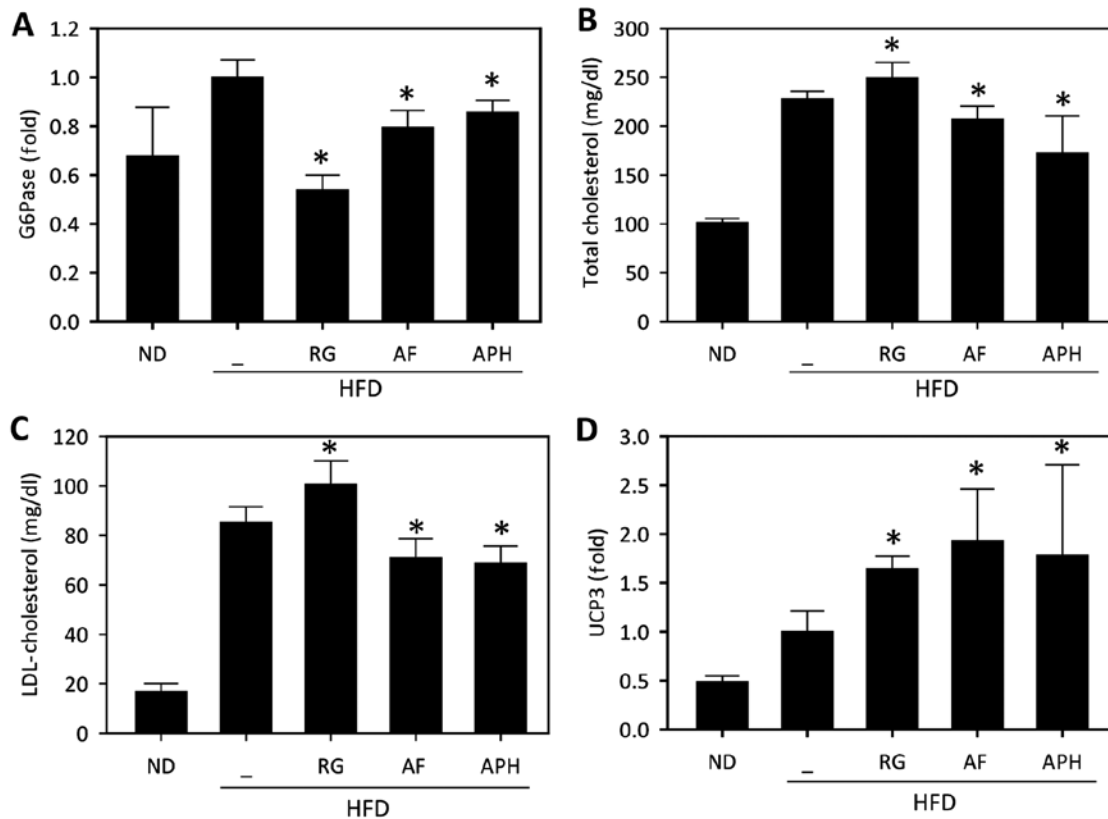 A
G6Pase (fold)
1.2
1.0
0.8
0.6
0.4
0.2
0.0
*
*
*
ND
_
RG
AF
APH
HFD
B
Total cholesterol (mg/dl)
300
250
200
150
100
50
0
*
*
*
ND
_
RG
AF
APH
HFD
C
LDL-cholesterol (mg/dl)
120
100
80
60
40
20
0
*
*
*
ND
_
RG
AF
APH
HFD
D
UCP3 (fold)
3.0
2.5
2.0
1.5
1.0
0.5
0.0
*
*
*
ND
_
RG
AF
APH
HFD